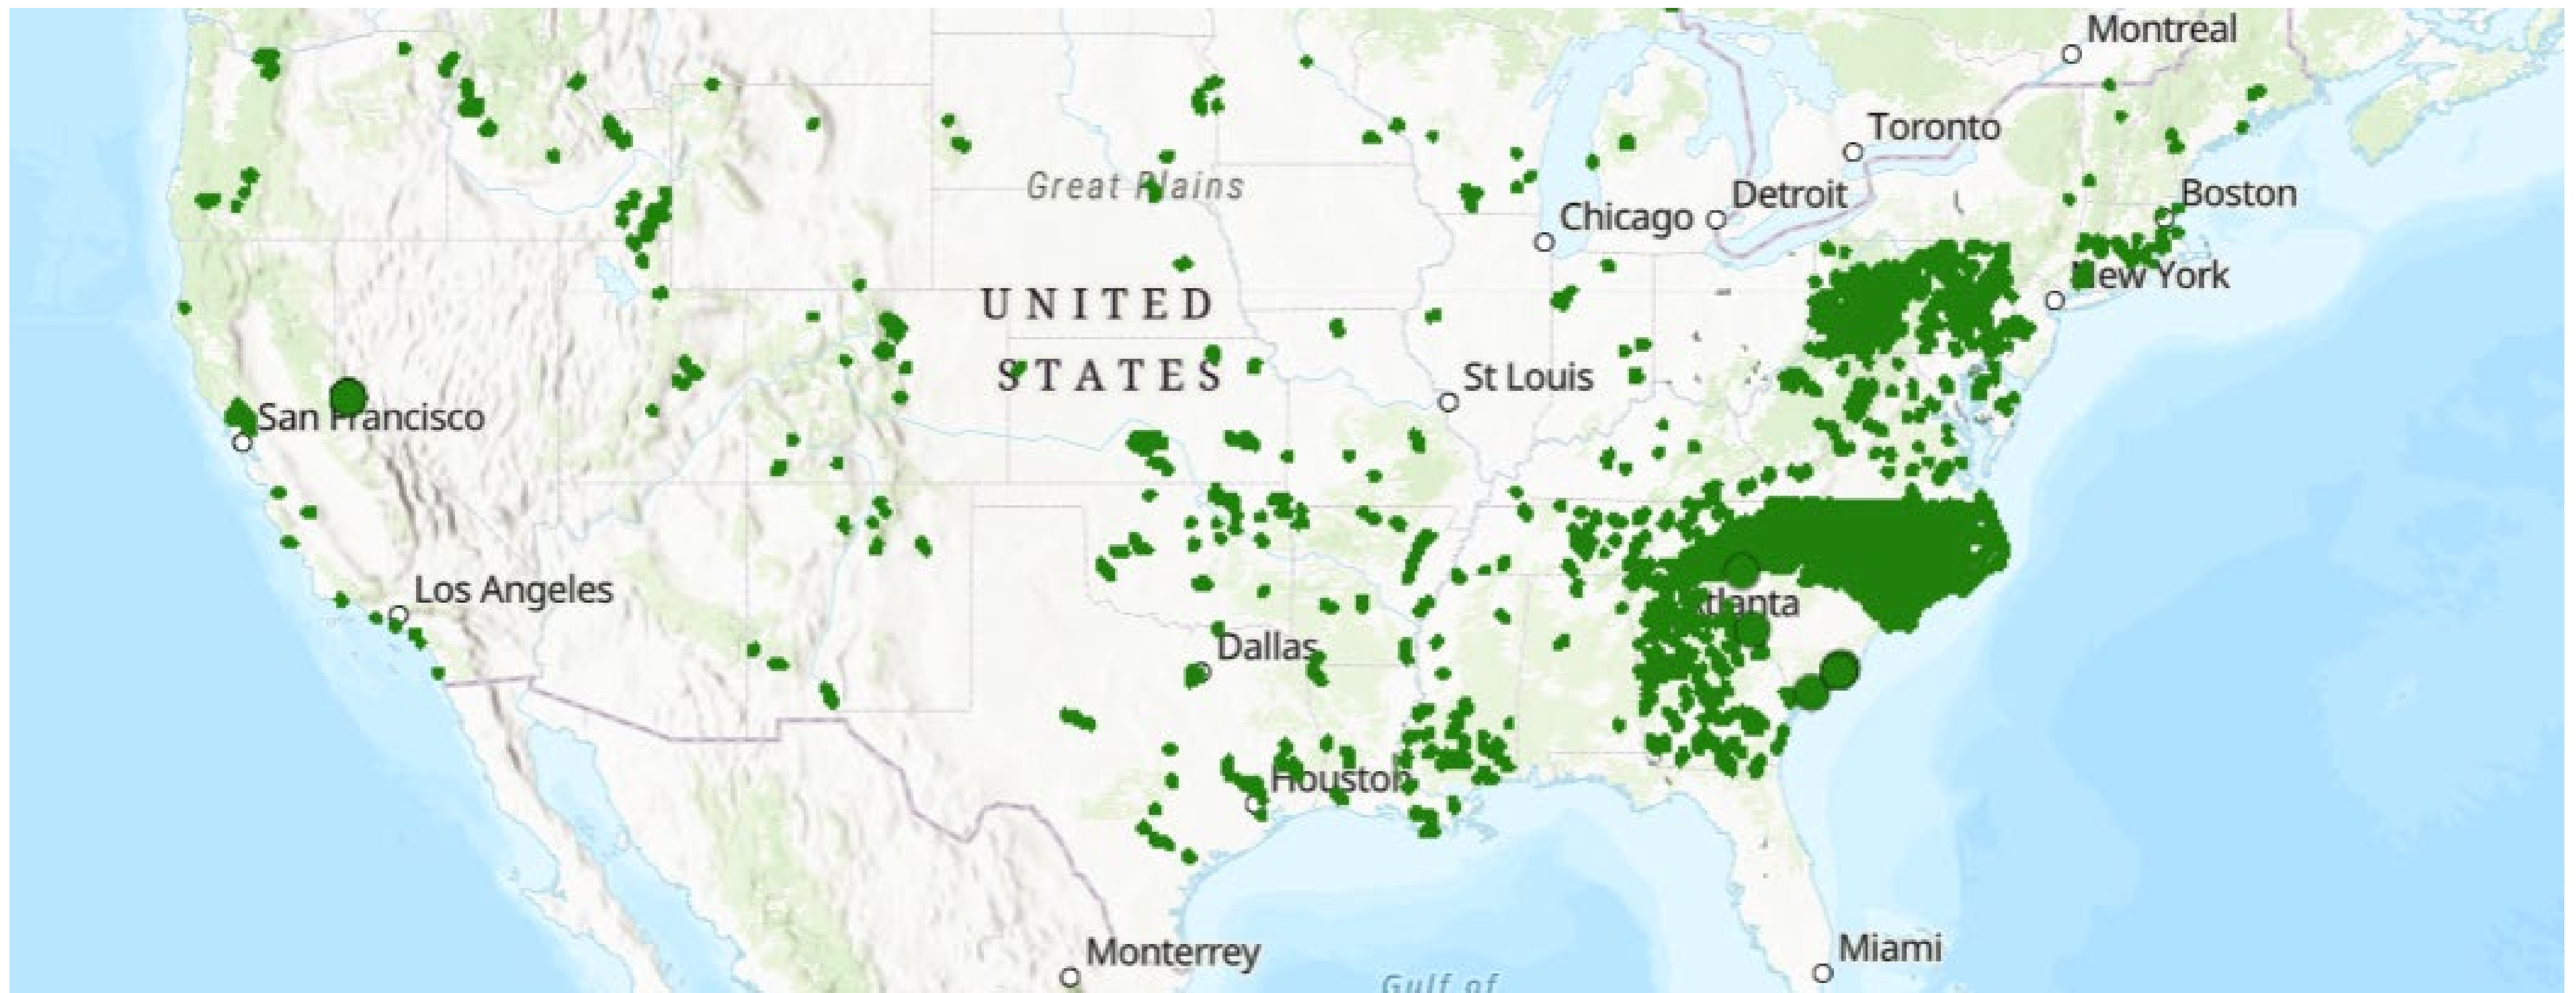 Montreal
Toronto
Great Plains
Detroit
Boston
Chicago
New York
UNITED
STATES
St Louis
San Francisco
Los Angeles
Atlanta
Dallas
Houston
Monterrey
Miami
Gulf of